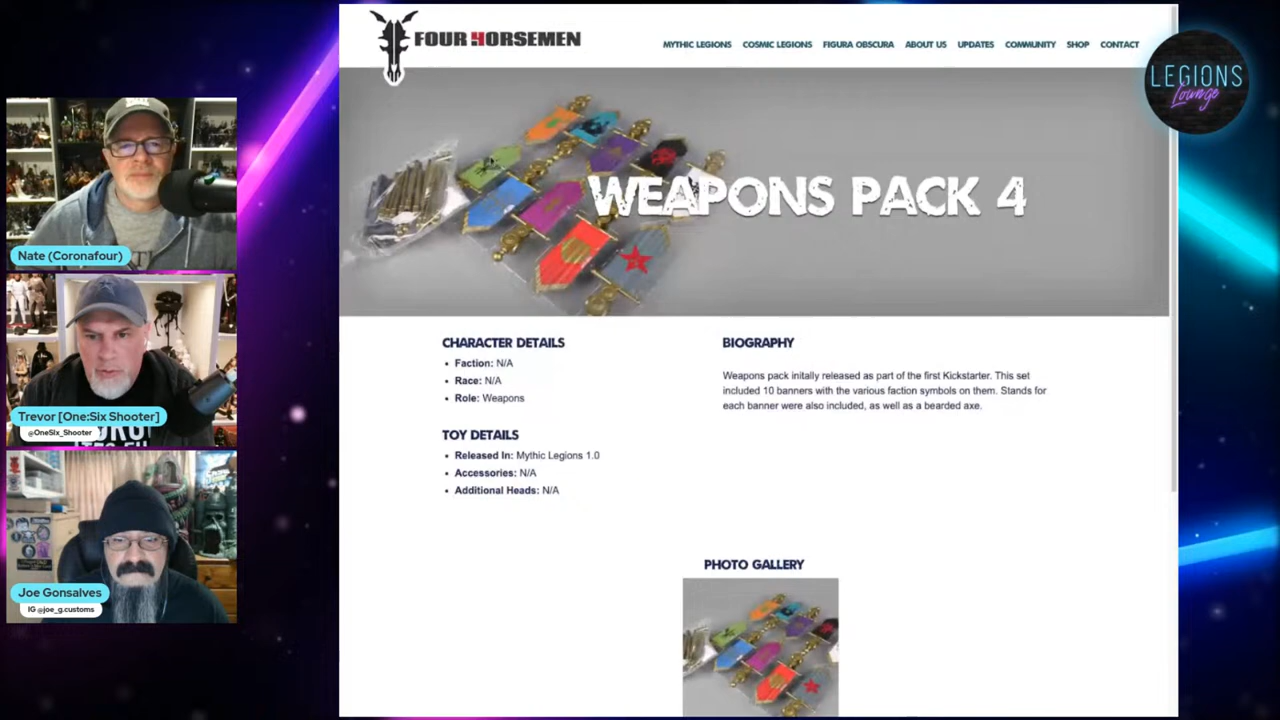 FOUR HORSEMEN
MYTHIC LEGIONS COSMIC LEGIONS FIGURA OBSCURA ABOUT US UPDATES COMMUNITY SHOP CONTACT
LEGIONS
Lounge
WEAPONS PACK 4
Nate (Coronafour)
Trevor [One:Six Shooter]
@OneSIx_Shooter
Joe Gonsalves
IG @joe_g.customs
CHARACTER DETAILS
• Faction: N/A
• Race: N/A
• Role: Weapons
TOY DETAILS
• Released In: Mythic Legions 1.0
• Accessories: N/A
• Additional Heads: N/A
BIOGRAPHY
Weapons pack initally released as part of the first Kickstarter. This set
included 10 banners with the various faction symbols on them. Stands for
each banner were also included, as well as a bearded axe.
PHOTO GALLERY